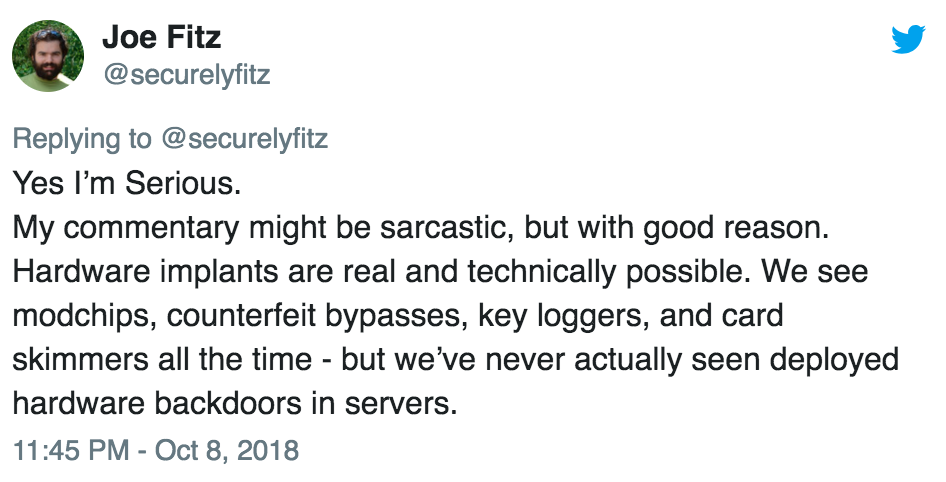 Joe Fitz
@securelyfitz
Replying to @securelyfitz
Yes I’m Serious.
My commentary might be sarcastic, but with good reason.
Hardware implants are real and technically possible. We see
modchips, counterfeit bypasses, key loggers, and card
skimmers all the time - but we’ve never actually seen deployed
hardware backdoors in servers.
11:45 PM - Oct 8, 2018